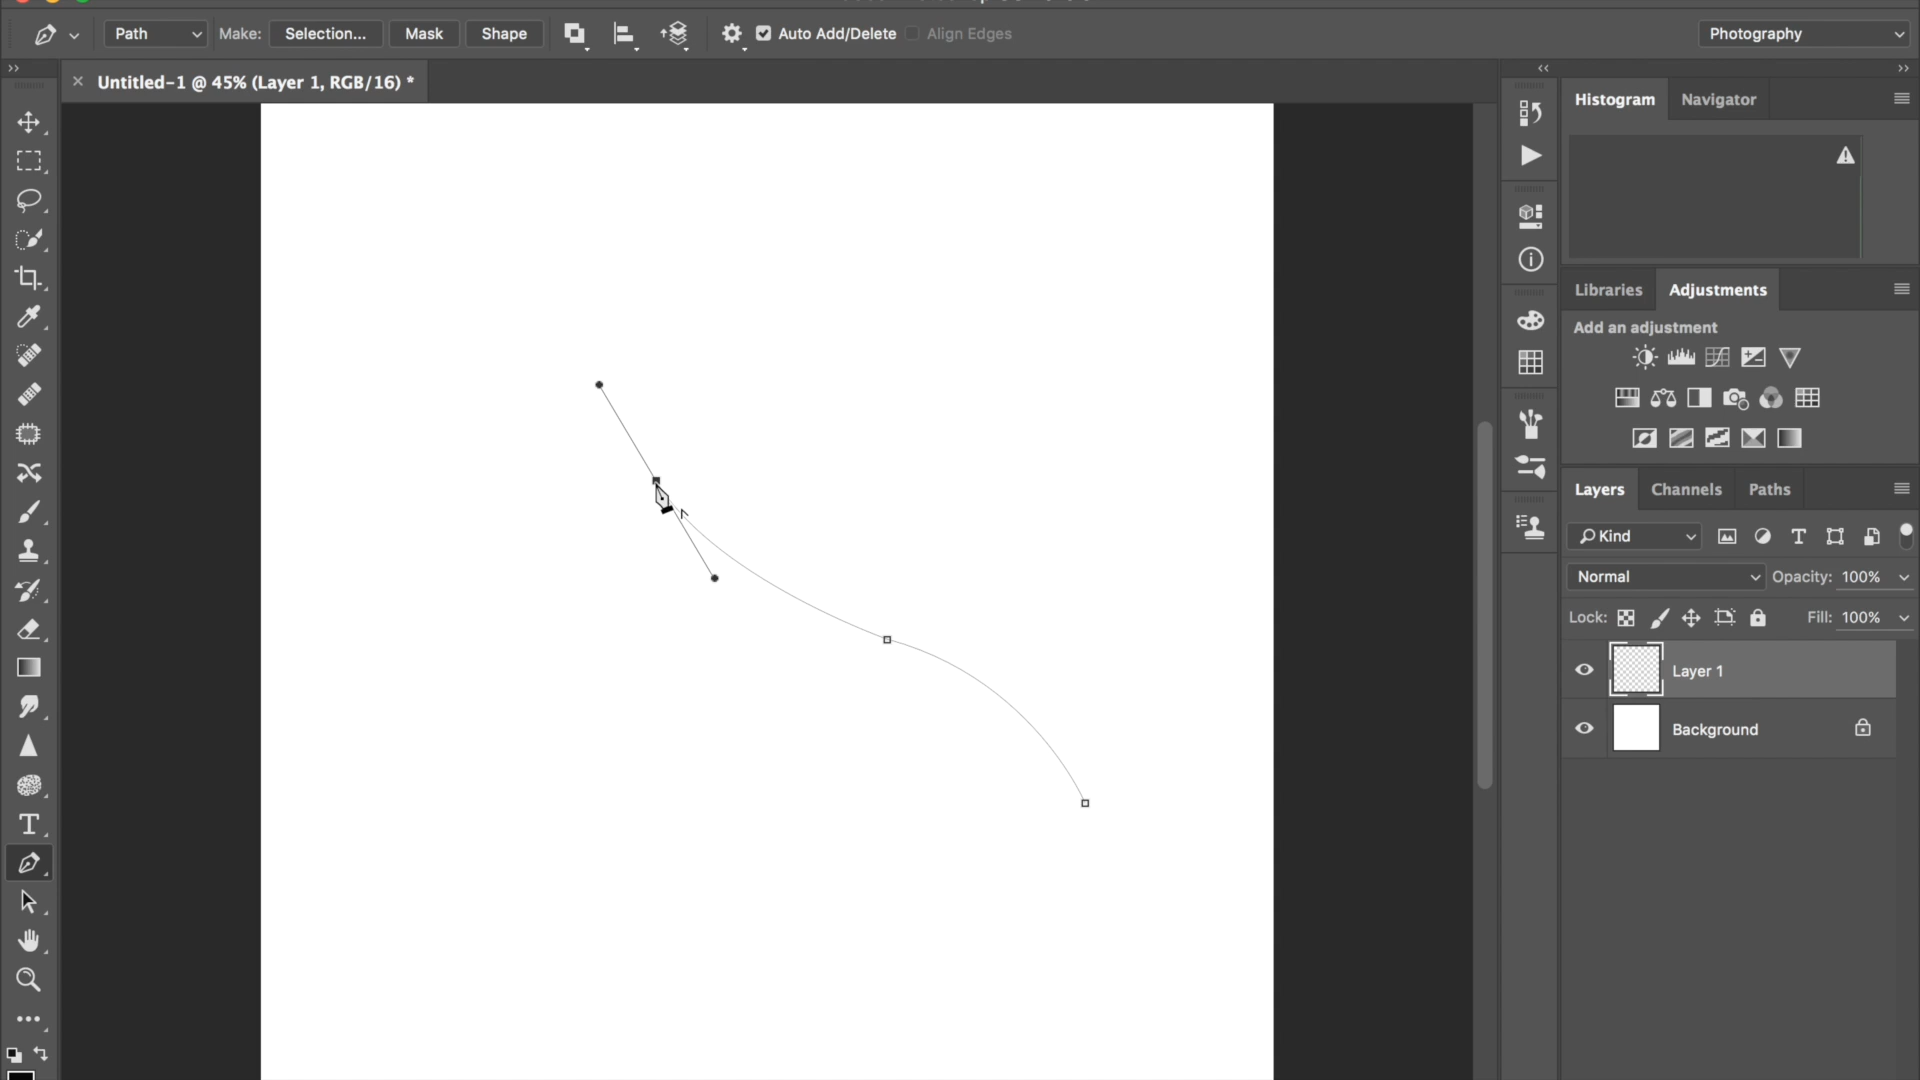 Path
Make:
Selection...
Mask
Shape
Auto Add/Delete
Align Edges
Photography
Untitled-1 @ 45% (Layer 1, RGB/16) *
Histogram
Navigator
Libraries
Adjustments
Add an adjustment
Layers
Channels
Paths
Kind
Normal
Opacity: 100%
Lock:
Fill: 100%
Layer 1
Background